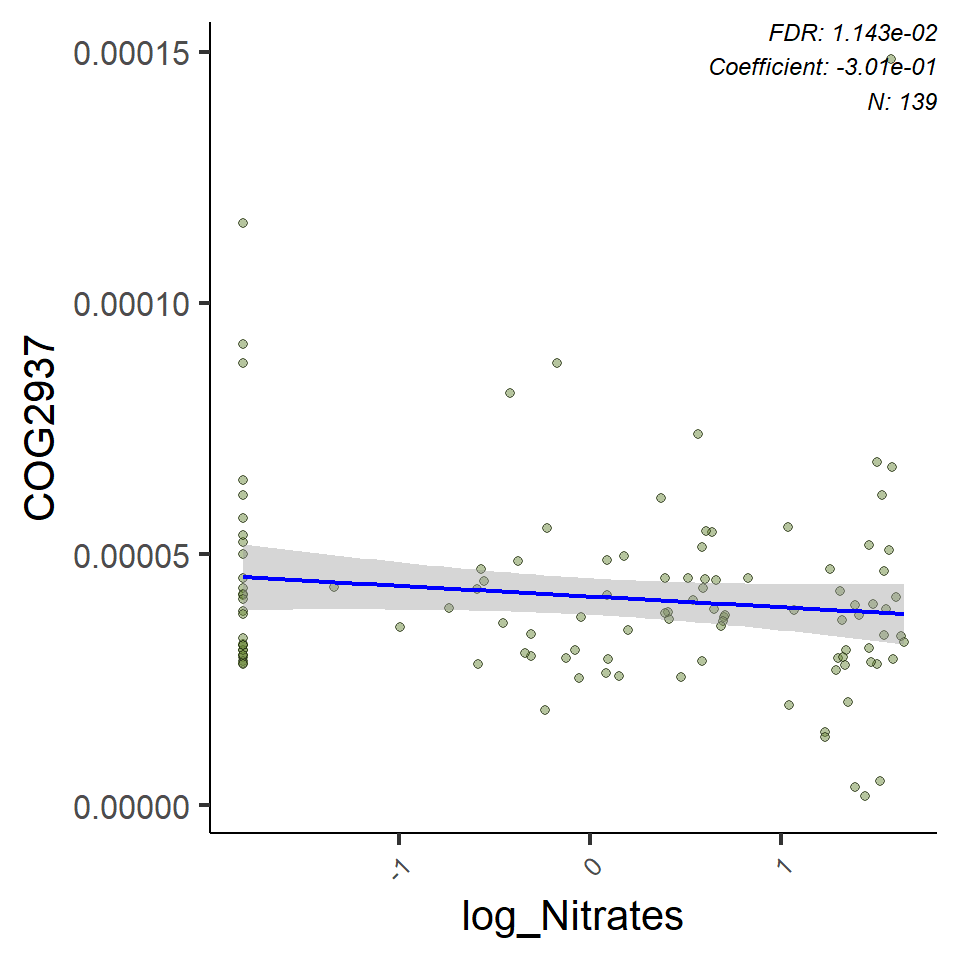 FDR: 1.143e-02
Coefficient: -3.01e-01
N: 139
0.00015
0.00010
0.00005
0.00000
COG2937
-1
0
1
log_Nitrates